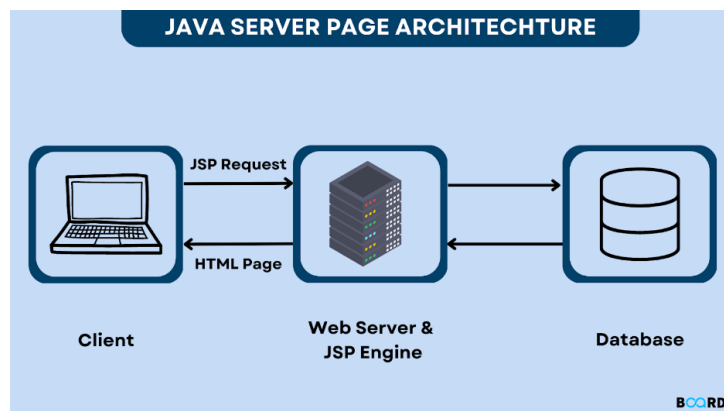 JAVA SERVER PAGE ARCHITECHTURE
JSP Request
HTML Page
Client
Web Server &
JSP Engine
Database